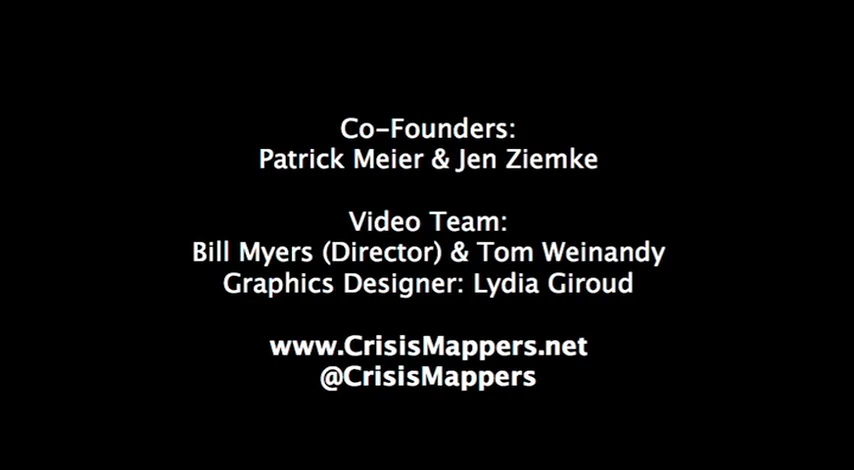 Co-Founders:
Patrick Meier & Jen Ziemke
Video Team:
Bill Myers (Director) & Tom Weinandy
Graphics Designer: Lydia Giroud
www.CrisisMappers.net
@CrisisMappers